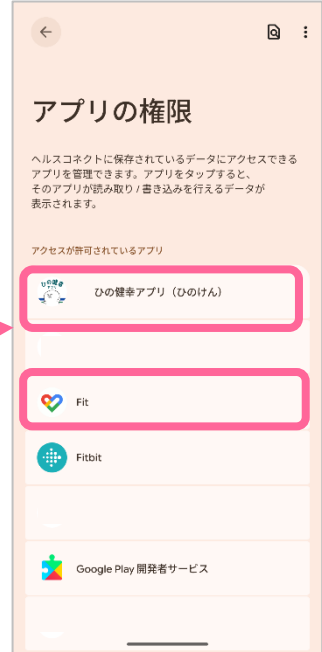 アプリの権限
ヘルスコネクトに保存されているデータにアクセスできる
アプリを管理できます。アプリをタップすると、
そのアプリが読み取り / 書き込みを行えるデータが
表示されます。
アクセスが許可されているアプリ
ひの健幸
ひの健幸アプリ（ひのけん）
Fit
Fitbit
Google Play 開発者サービス